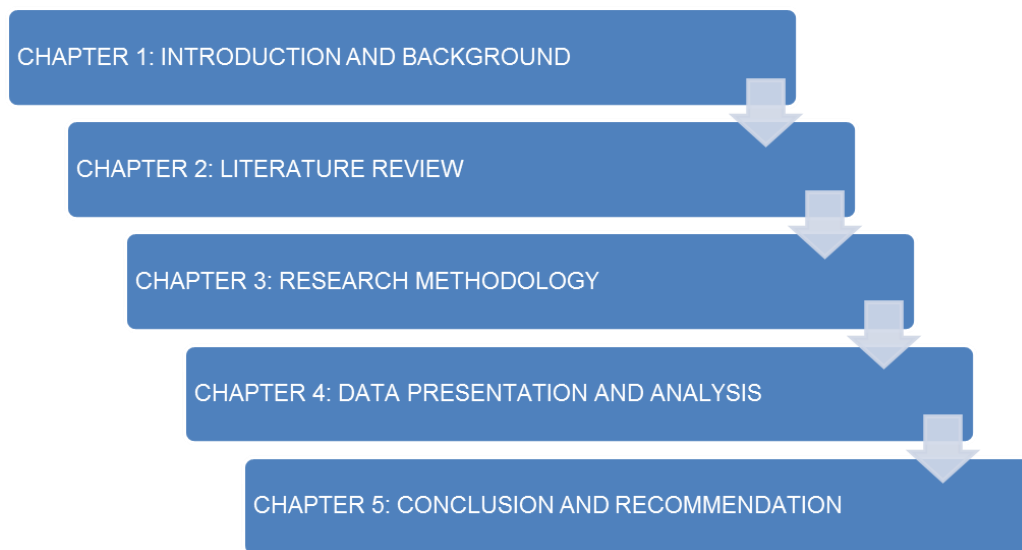 CHAPTER 1: INTRODUCTION AND BACKGROUND
CHAPTER 2: LITERATURE REVIEW
CHAPTER 3: RESEARCH METHODOLOGY
CHAPTER 4: DATA PRESENTATION AND ANALYSIS
CHAPTER 5: CONCLUSION AND RECOMMENDATION